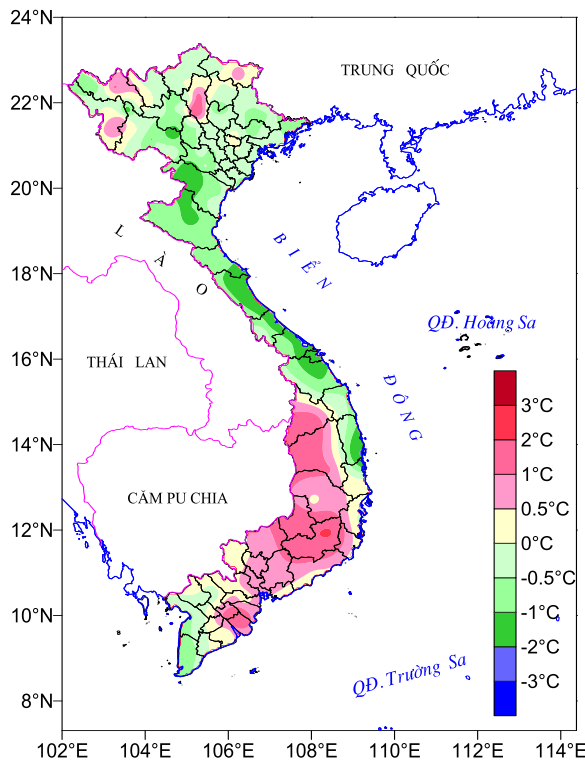 24°N
22°N
20°N
18°N
16°N
14°N
12°N
10°N
8°N
TRUNG QUỐC
LÀO
BIỂN
ĐÔNG
QĐ. Hoàng Sa
THÁI LAN
CĂM PU CHIA
QĐ. Trường Sa
3°C
2°C
1°C
0.5°C
0°C
-0.5°C
-1°C
-2°C
-3°C
102°E 104°E 106°E 108°E 110°E 112°E 114°E